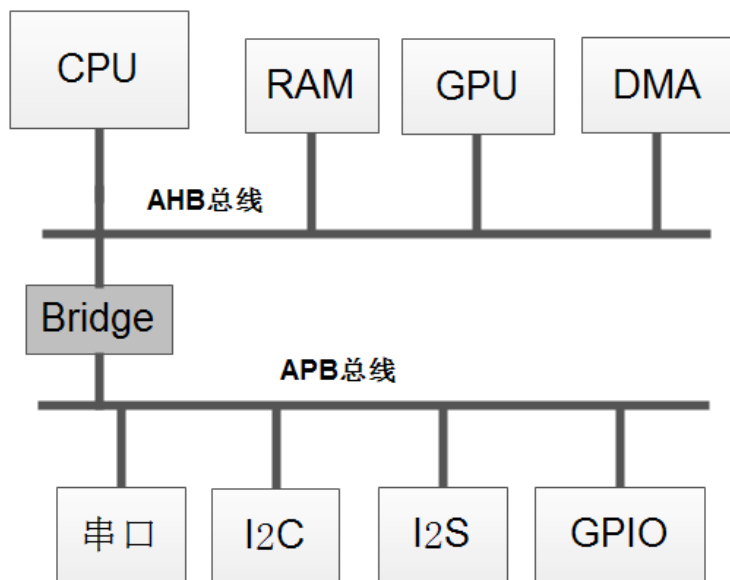 CPU
RAM
GPU
DMA
AHB总线
Bridge
APB总线
串口
I2C
I2S
GPIO